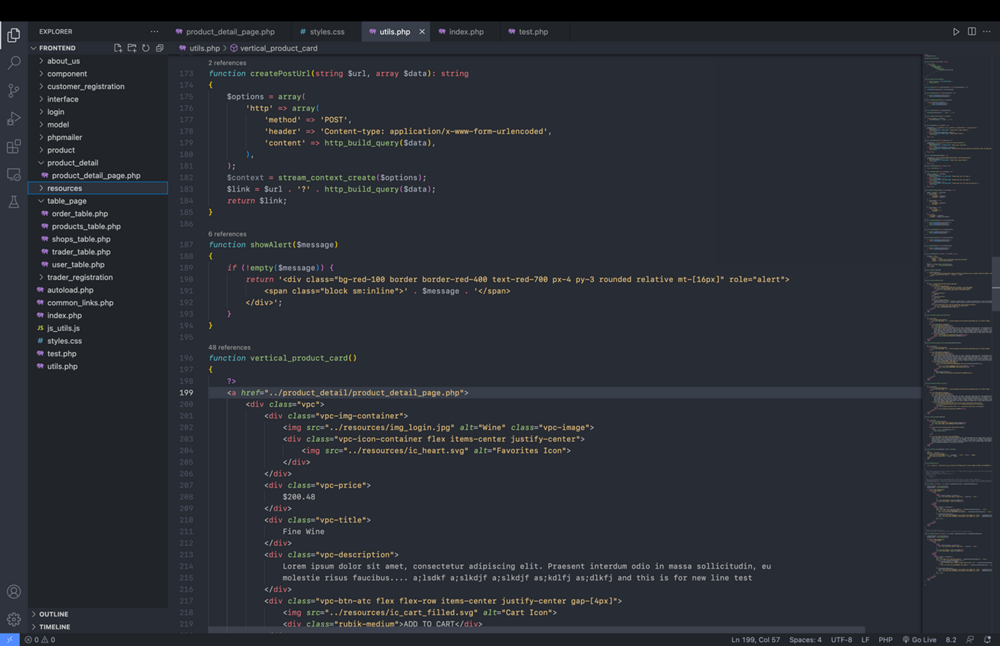 EXPLORER
···
product_detail_page.php
# styles.css
utils.php ×
index.php
test.php
···
FRONTEND
utils.php > vertical_product_card
about_us
component
customer_registration
interface
login
model
phpmailer
product
product_detail
product_detail_page.php
resources
table_page
order_table.php
products_table.php
shops_table.php
trader_table.php
user_table.php
trader_registration
autoload.php
common_links.php
index.php
JS js_utils.js
# styles.css
test.php
utils.php
OUTLINE
TIMELINE
2 references
173 function createPostUrl(string $url, array $data): string
174 {
175 $options = array(
176 'http' => array(
177 'method' => 'POST',
178 'header' => 'Content-type: application/x-www-form-urlencoded',
179 'content' => http_build_query($data),
180 ),
181 );
182 $context = stream_context_create($options);
183 $link = $url . '?' . http_build_query($data);
184 return $link;
185 }
186
6 references
187 function showAlert($message)
188 {
189 if (!empty($message)) {
190 return '<div class="bg-red-100 border border-red-400 text-red-700 px-4 py-3 rounded relative mt-[16px]" role="alert">
191 <span class="block sm:inline">' . $message . '</span>
192 </div>';
193 }
194 }
195
48 references
196 function vertical_product_card()
197 {
198 ?>
199 <a href="../product_detail/product_detail_page.php">
200 <div class="vpc">
201 <div class="vpc-img-container">
202 <img src="../resources/img_login.jpg" alt="Wine" class="vpc-image">
203 <div class="vpc-icon-container flex items-center justify-center">
204 <img src="../resources/ic_heart.svg" alt="Favorites Icon">
205 </div>
206 </div>
207 <div class="vpc-price">
208 $200.48
209 </div>
210 <div class="vpc-title">
211 Fine Wine
212 </div>
213 <div class="vpc-description">
214 Lorem ipsum dolor sit amet, consectetur adipiscing elit. Praesent interdum odio in massa sollicitudin, eu
215 molestie risus faucibus.... a;lsdkf a;slkdjf a;slkdjf as;kdlfj as;dlkfj and this is for new line test
216 </div>
217 <div class="vpc-btn-atc flex flex-row items-center justify-center gap-[4px]">
218 <img src="../resources/ic_cart_filled.svg" alt="Cart Icon">
219 <div class="rubik-medium">ADD TO CART</div>
0 0
Ln 199, Col 57 Spaces: 4 UTF-8 LF PHP Go Live 8.2